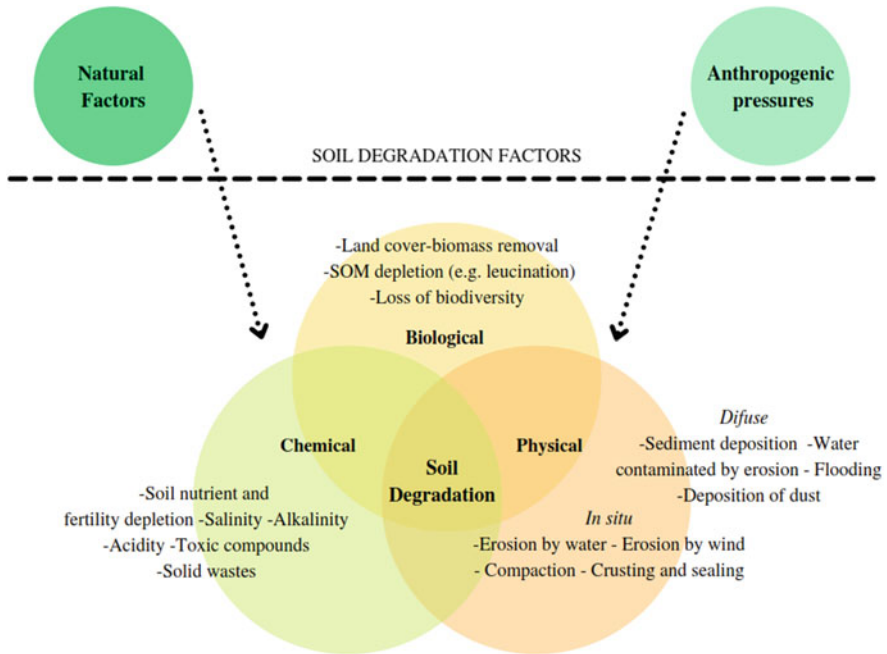 Natural
Factors
Anthropogenic
pressures
SOIL DEGRADATION FACTORS
-Land cover-biomass removal
-SOM depletion (e.g. leucination)
-Loss of biodiversity
Biological
Chemical
Physical
Soil
Degradation
Difuse
-Sediment deposition -Water
contaminated by erosion - Flooding
-Deposition of dust
-Soil nutrient and
fertility depletion -Salinity -Alkalinity
-Acidity -Toxic compounds
-Solid wastes
In situ
-Erosion by water - Erosion by wind
- Compaction - Crusting and sealing